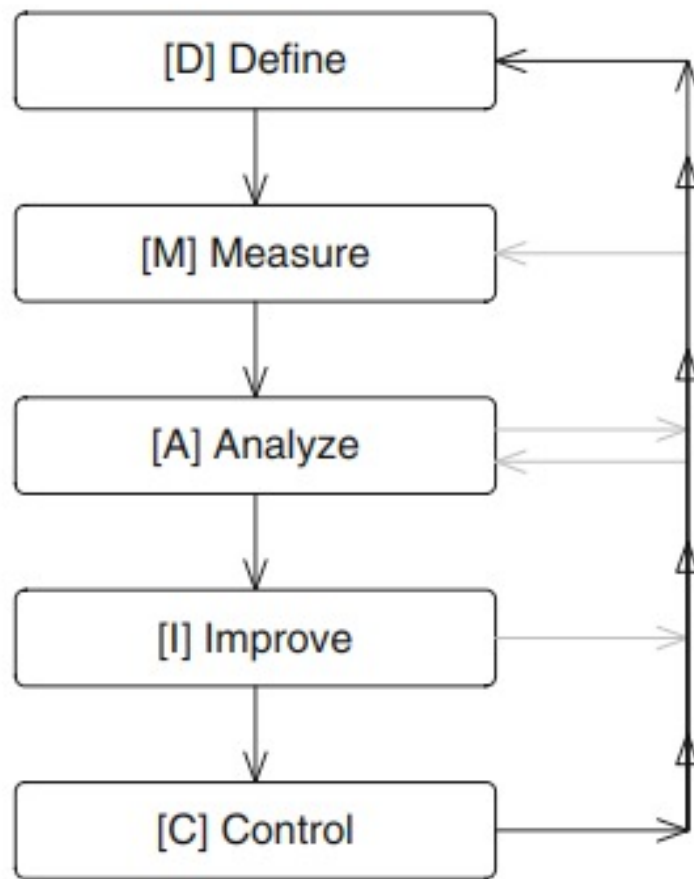 [D] Define
[M] Measure
[A] Analyze
[I] Improve
[C] Control